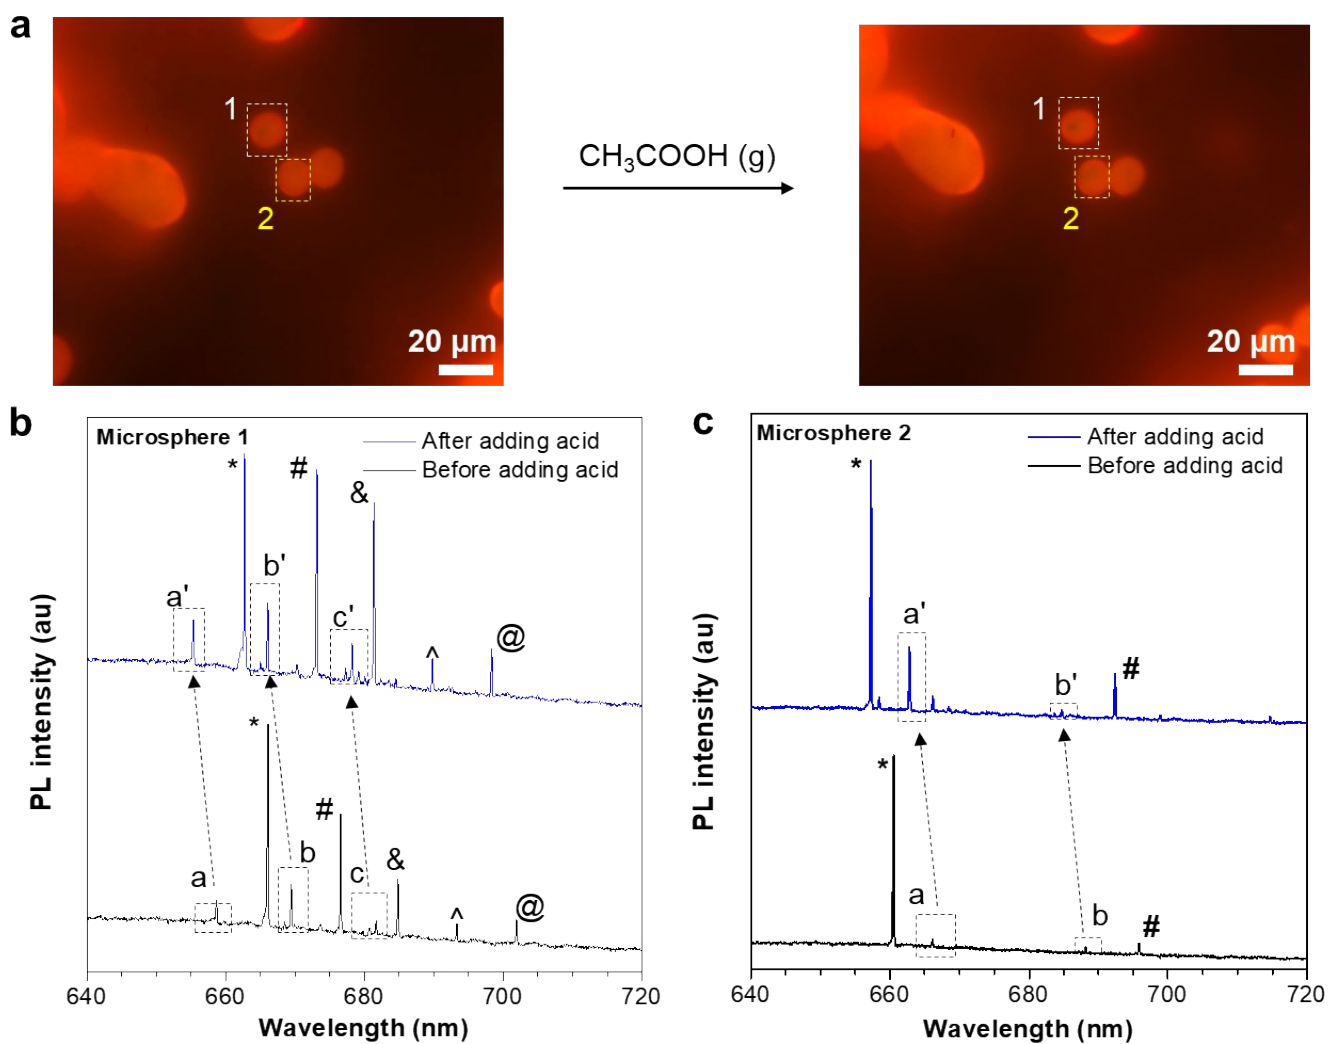 a
1
2
20 µm
CH₃COOH (g)
1
2
20 µm
b
Microsphere 1
After adding acid
Before adding acid
* # &
a' b' c' ^ @
* # &
a b c ^ @
PL intensity (au)
640 660 680 700 720
Wavelength (nm)
c
Microsphere 2
After adding acid
Before adding acid
*
a' b' #
*
a b #
PL intensity (au)
640 660 680 700 720
Wavelength (nm)